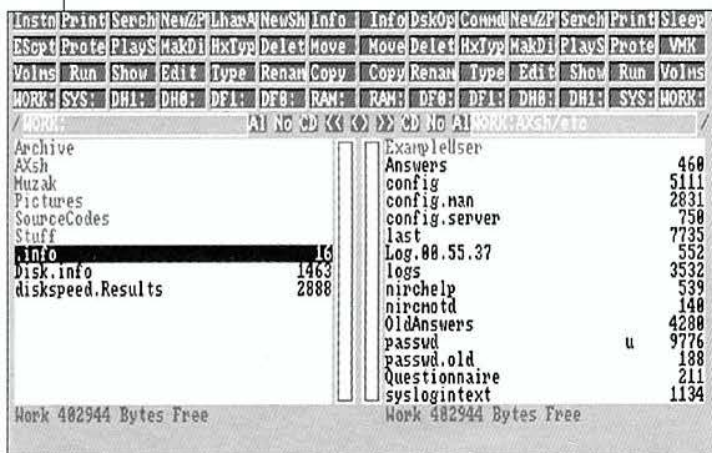 Instn Print Serch NewZP LharA NewSh Info Info DskOp Commd NewZP Serch Print Sleep
EScpt Prote PlayS MakDi HxTyp Delet Move Move Delet HxTyp MakDi PlayS Prote VMK
Volms Run Show Edit Type Renam Copy Copy Renam Type Edit Show Run Volms
WORK: SYS: DH1: DH0: DF1: DF0: RAM: RAM: DF0: DF1: DH0: DH1: SYS: WORK:
/ WORK: Al No CD << <> >> CD No Al WORK:AXsh/etc /
Archive
AXsh
Muzak
Pictures
SourceCodes
Stuff
.info 16
Disk.info 1463
diskspeed.Results 2888
Work 402944 Bytes Free
ExampleUser
Answers 460
config 5111
config.man 2831
config.server 750
last 7735
Log.00.55.37 552
logs 3532
nirchelp 539
nircmotd 140
OldAnswers 4280
passwd u 9776
passwd.old 188
Questionnaire 211
syslogintext 1134
Work 402944 Bytes Free